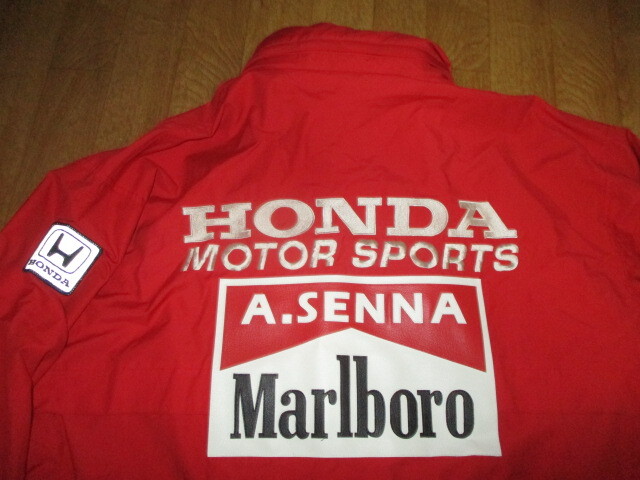 HONDA
MOTOR SPORTS
H
HONDA
A.SENNA
Marlboro